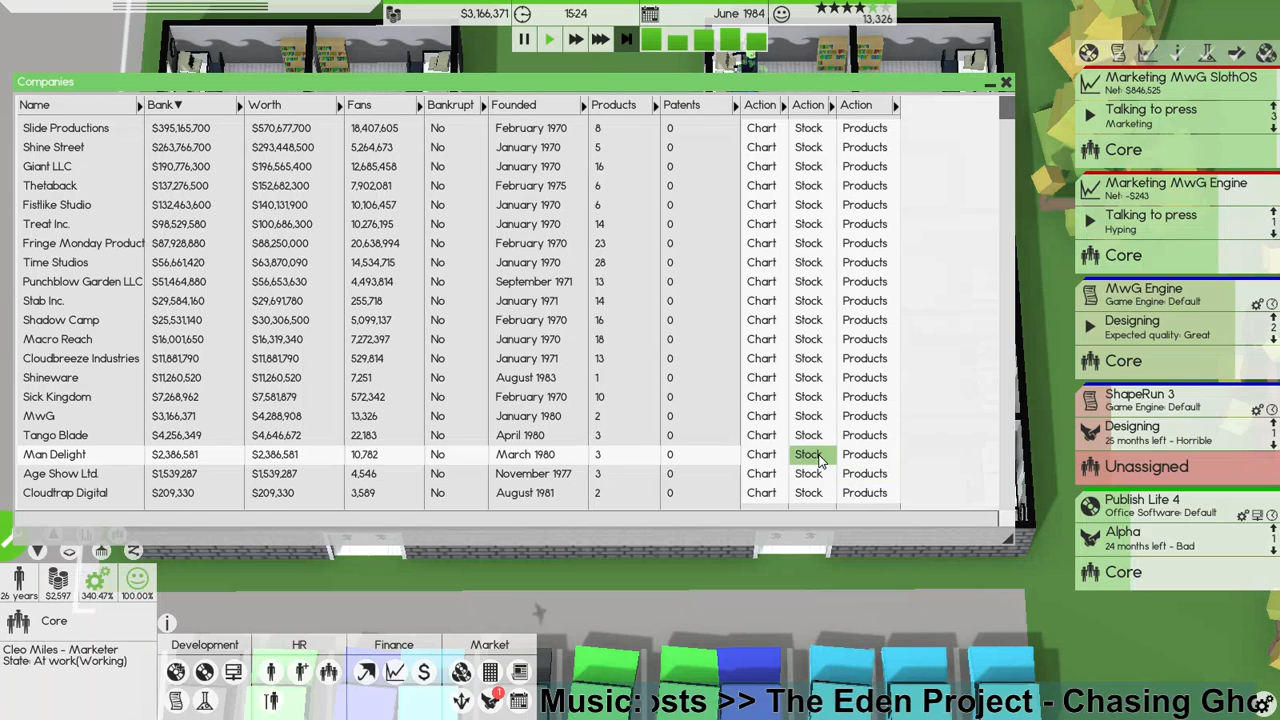 $3,166,371 15:24 June 1984 13,326
Companies
Name Bank▼ Worth Fans Bankrupt Founded Products Patents Action Action Action
Slide Productions $395,165,700 $570,677,700 18,407,605 No February 1970 8 0 Chart Stock Products
Shine Street $263,766,700 $293,448,500 5,264,673 No January 1970 5 0 Chart Stock Products
Giant LLC $190,776,300 $196,565,400 12,685,458 No January 1970 16 0 Chart Stock Products
Thetaback $137,276,500 $152,682,300 7,902,081 No February 1975 6 0 Chart Stock Products
Fistlike Studio $132,463,600 $140,131,900 10,106,457 No January 1970 6 0 Chart Stock Products
Treat Inc. $98,529,580 $100,686,300 10,276,195 No January 1970 14 0 Chart Stock Products
Fringe Monday Product $87,928,880 $88,250,000 20,638,994 No February 1970 23 0 Chart Stock Products
Time Studios $56,661,420 $63,870,090 14,534,215 No February 1970 28 0 Chart Stock Products
Punchblow Garden LLC $51,464,880 $56,653,630 4,493,814 No September 1971 13 0 Chart Stock Products
Stab Inc. $29,584,160 $29,691,780 255,716 No January 1971 14 0 Chart Stock Products
Shadow Camp $25,531,140 $30,306,500 5,099,137 No February 1970 16 0 Chart Stock Products
Macro Reach $16,001,650 $16,319,340 7,272,397 No January 1970 18 0 Chart Stock Products
Cloudbreeze Industries $11,881,790 $11,881,790 529,814 No January 1971 13 0 Chart Stock Products
Shineware $11,260,520 $11,260,520 7,251 No August 1983 1 0 Chart Stock Products
Sick Kingdom $7,268,962 $7,581,879 572,342 No February 1970 10 0 Chart Stock Products
MwG $3,166,371 $4,288,908 13,326 No January 1980 2 0 Chart Stock Products
Tango Blade $4,256,349 $4,646,672 22,183 No April 1980 3 0 Chart Stock Products
Man Delight $2,386,581 $2,386,581 10,782 No March 1980 3 0 Chart Stock Products
Age Show Ltd. $1,539,287 $1,539,287 4,546 No November 1977 3 0 Chart Stock Products
Cloudtrap Digital $209,330 $209,330 3,589 No August 1981 2 0 Chart Stock Products
Marketing MwG SlothOS
Net: $846,525
Talking to press
Marketing
3
Core
Marketing MwG Engine
Net: -$243
Talking to press
Hyping
1
Core
MwG Engine
Game Engine: Default
Designing
Expected quality: Great
2
Core
ShapeRun 3
Game Engine: Default
Designing
25 months left - Horrible
1
Unassigned
Publish Lite 4
Office Software: Default
Alpha
24 months left - Bad
1
Core
26 years $2,597 340.47% 100.00%
Core
Cleo Miles - Marketer
State: At work(Working)
Development HR Finance Market
1
Music: osts >> The Eden Project - Chasing Gho